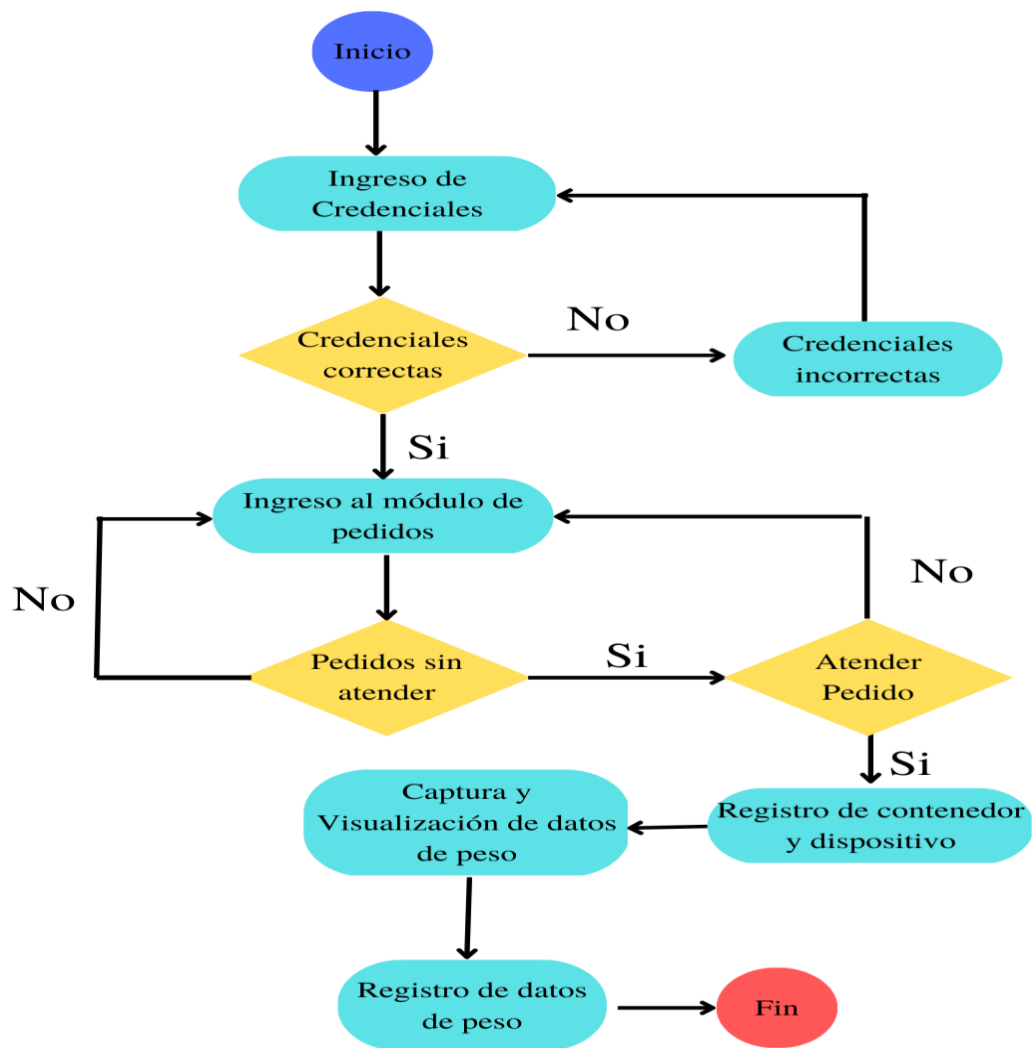 Inicio
Ingreso de
Credenciales
Credenciales
correctas
No
Credenciales
incorrectas
Si
Ingreso al módulo de
pedidos
No
No
Pedidos sin
atender
Si
Atender
Pedido
Si
Captura y
Visualización de datos
de peso
Registro de contenedor
y dispositivo
Registro de datos
de peso
Fin